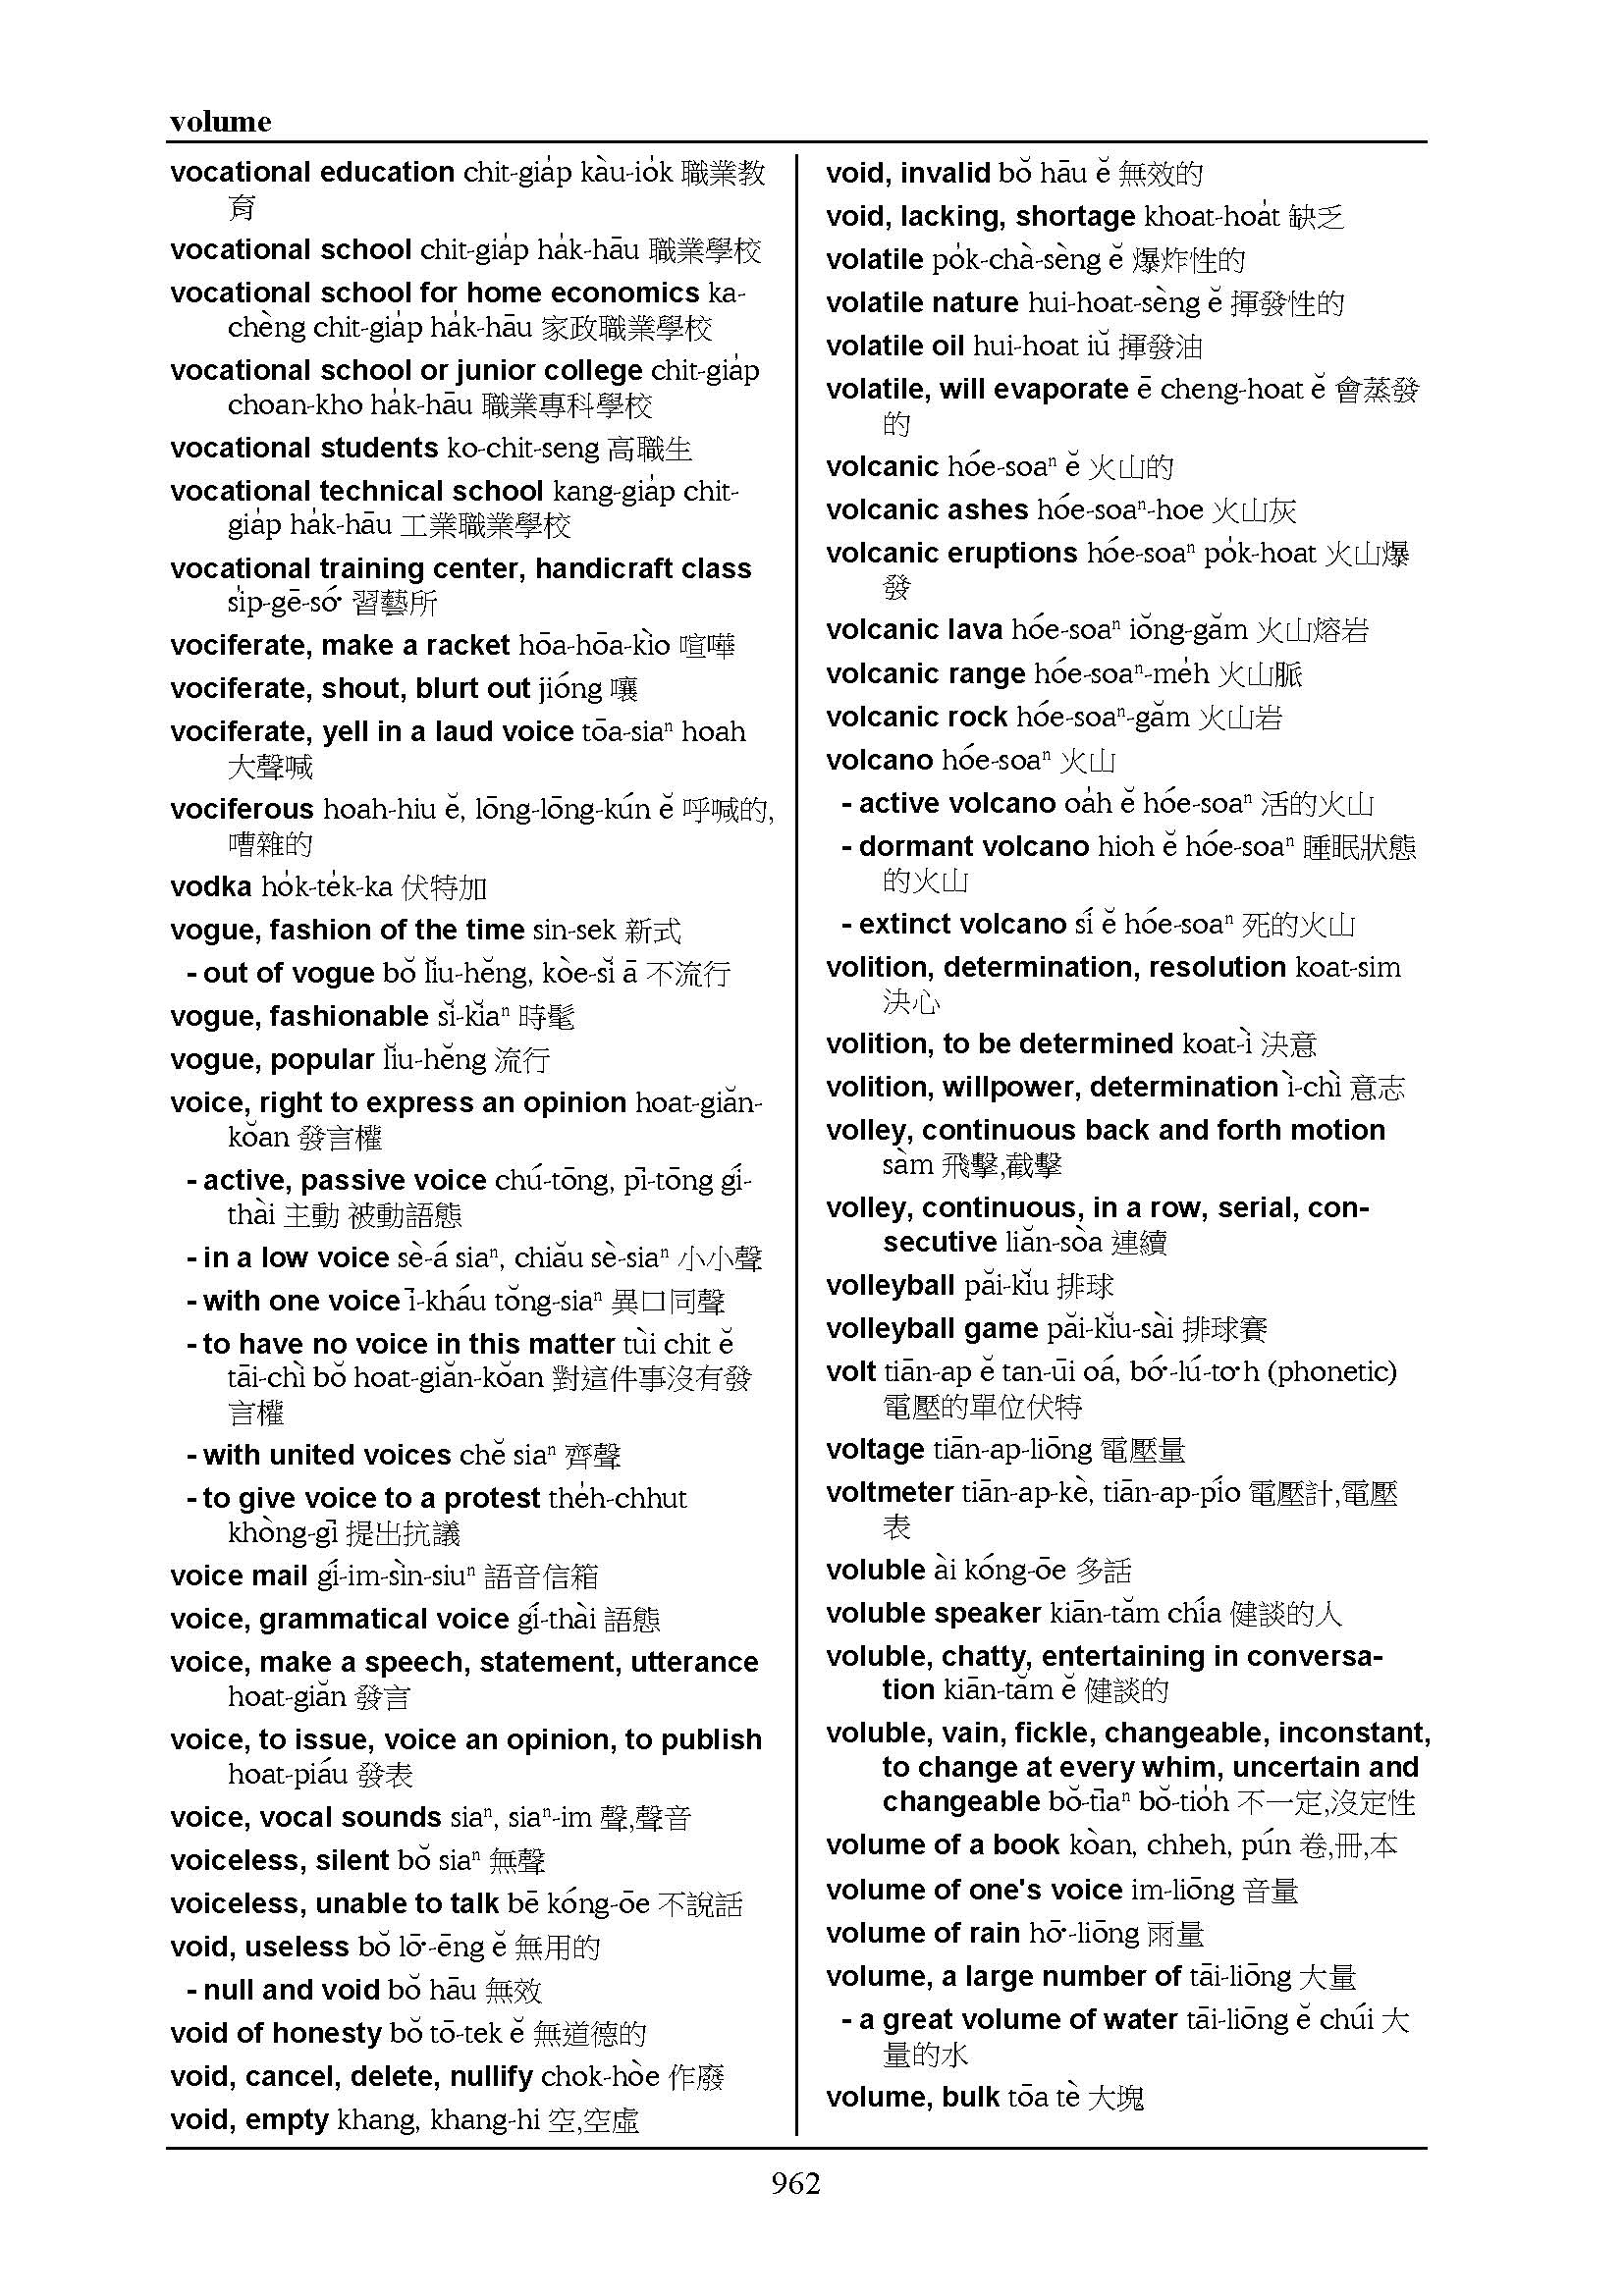 volume
vocational education chit-gia̍p kàu-io̍k 職業教
育
vocational school chit-gia̍p ha̍k-hāu 職業學校
vocational school for home economics ka-
chèng chit-gia̍p ha̍k-hāu 家政職業學校
vocational school or junior college chit-gia̍p
choan-kho ha̍k-hāu 職業專科學校
vocational students ko-chit-seng 高職生
vocational technical school kang-gia̍p chit-
gia̍p ha̍k-hāu 工業職業學校
vocational training center, handicraft class
si̍p-gē-só͘ 習藝所
vociferate, make a racket hōa-hōa-kìo 喧嘩
vociferate, shout, blurt out jióng 嚷
vociferate, yell in a laud voice tōa-siaⁿ hoah
大聲喊
vociferous hoah-hiu ĕ, lōng-lōng-kún ĕ 呼喊的,
嘈雜的
vodka ho̍k-te̍k-ka 伏特加
vogue, fashion of the time sin-sek 新式
- out of vogue bŏ lĭu-hĕng, kòe-sĭ ā 不流行
vogue, fashionable sĭ-kĭaⁿ 時髦
vogue, popular lĭu-hĕng 流行
voice, right to express an opinion hoat-giăn-
kŏan 發言權
- active, passive voice chú-tōng, pī-tōng gí-
thài 主動 被動語態
- in a low voice sè-á siaⁿ, chiău sè-siaⁿ 小小聲
- with one voice ī-kháu tŏng-siaⁿ 異口同聲
- to have no voice in this matter tùi chit ĕ
tāi-chì bŏ hoat-giăn-kŏan 對這件事沒有發
言權
- with united voices chĕ siaⁿ 齊聲
- to give voice to a protest the̍h-chhut
khòng-gī 提出抗議
voice mail gí-im-sìn-siuⁿ 語音信箱
voice, grammatical voice gí-thài 語態
voice, make a speech, statement, utterance
hoat-giăn 發言
voice, to issue, voice an opinion, to publish
hoat-piáu 發表
voice, vocal sounds siaⁿ, siaⁿ-im 聲,聲音
voiceless, silent bŏ siaⁿ 無聲
voiceless, unable to talk bē kóng-ōe 不說話
void, useless bŏ lō͘-ēng ĕ 無用的
- null and void bŏ hāu 無效
void of honesty bŏ tō-tek ĕ 無道德的
void, cancel, delete, nullify chok-hòe 作廢
void, empty khang, khang-hi 空,空虛
void, invalid bŏ hāu ĕ 無效的
void, lacking, shortage khoat-hoa̍t 缺乏
volatile po̍k-chà-sèng ĕ 爆炸性的
volatile nature hui-hoat-sèng ĕ 揮發性的
volatile oil hui-hoat iŭ 揮發油
volatile, will evaporate ē cheng-hoat ĕ 會蒸發
的
volcanic hóe-soaⁿ ĕ 火山的
volcanic ashes hóe-soaⁿ-hoe 火山灰
volcanic eruptions hóe-soaⁿ po̍k-hoat 火山爆
發
volcanic lava hóe-soaⁿ iŏng-găm 火山熔岩
volcanic range hóe-soaⁿ-me̍h 火山脈
volcanic rock hóe-soaⁿ-găm 火山岩
volcano hóe-soaⁿ 火山
- active volcano oa̍h ĕ hóe-soaⁿ 活的火山
- dormant volcano hioh ĕ hóe-soaⁿ 睡眠狀態
的火山
- extinct volcano sí ĕ hóe-soaⁿ 死的火山
volition, determination, resolution koat-sim
決心
volition, to be determined koat-ì 決意
volition, willpower, determination ì-chì 意志
volley, continuous back and forth motion
sàm 飛擊,截擊
volley, continuous, in a row, serial, con-
secutive liăn-sòa 連續
volleyball păi-kĭu 排球
volleyball game păi-kĭu-sài 排球賽
volt tiān-ap ĕ tan-ūi oá, bó͘-lú-to͘h (phonetic)
電壓的單位伏特
voltage tiān-ap-liōng 電壓量
voltmeter tiān-ap-kè, tiān-ap-pío 電壓計,電壓
表
voluble ài kóng-ōe 多話
voluble speaker kiān-tăm chía 健談的人
voluble, chatty, entertaining in conversa-
tion kiān-tăm ĕ 健談的
voluble, vain, fickle, changeable, inconstant,
to change at every whim, uncertain and
changeable bŏ-tīaⁿ bŏ-tio̍h 不一定,沒定性
volume of a book kòan, chheh, pún 卷,冊,本
volume of one's voice im-liōng 音量
volume of rain hō͘-liōng 雨量
volume, a large number of tāi-liōng 大量
- a great volume of water tāi-liōng ĕ chúi 大
量的水
volume, bulk tōa tè 大塊
962